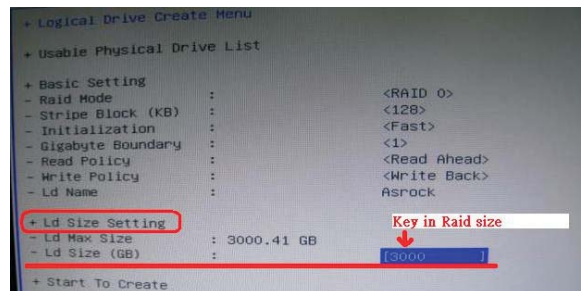 + Logical Drive Create Menu
+ Usable Physical Drive List
+ Basic Setting
- Raid Mode : <RAID 0>
- Stripe Block (KB) : <128>
- Initialization : <Fast>
- Gigabyte Boundary : <1>
- Read Policy : <Read Ahead>
- Write Policy : <Write Back>
- Ld Name : Asrock
+ Ld Size Setting Key in Raid size
- Ld Max Size : 3000.41 GB
- Ld Size (GB) : [3000 ]
+ Start To Create